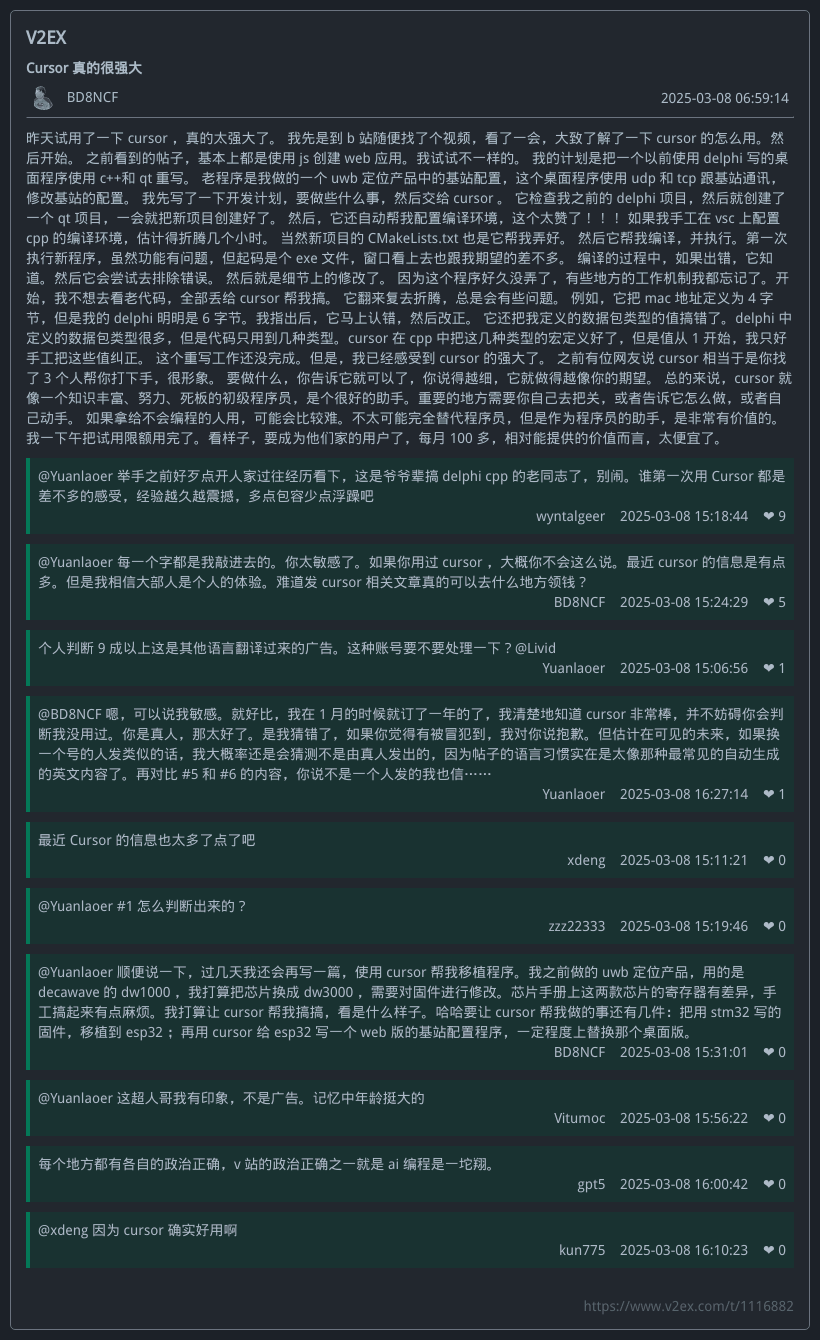 V2EX
Cursor 真的很强大
BD8NCF 2025-03-08 06:59:14
昨天试用了一下 cursor ，真的太强大了。 我先是到 b 站随便找了个视频，看了一会，大致了解了一下 cursor 的怎么用。然
后开始。 之前看到的帖子，基本上都是使用 js 创建 web 应用。我试试不一样的。 我的计划是把一个以前使用 delphi 写的桌
面程序使用 c++和 qt 重写。 老程序是我做的一个 uwb 定位产品中的基站配置，这个桌面程序使用 udp 和 tcp 跟基站通讯，
修改基站的配置。 我先写了一下开发计划，要做些什么事，然后交给 cursor 。 它检查我之前的 delphi 项目，然后就创建了
一个 qt 项目，一会就把新项目创建好了。 然后，它还自动帮我配置编译环境，这个太赞了！！！ 如果我手工在 vsc 上配置
cpp 的编译环境，估计得折腾几个小时。 当然新项目的 CMakeLists.txt 也是它帮我弄好。 然后它帮我编译，并执行。第一次
执行新程序，虽然功能有问题，但起码是个 exe 文件，窗口看上去也跟我期望的差不多。 编译的过程中，如果出错，它知
道。然后它会尝试去排除错误。 然后就是细节上的修改了。 因为这个程序好久没弄了，有些地方的工作机制我都忘记了。开
始，我不想去看老代码，全部丢给 cursor 帮我搞。 它翻来复去折腾，总是会有些问题。 例如，它把 mac 地址定义为 4 字
节，但是我的 delphi 明明是 6 字节。我指出后，它马上认错，然后改正。 它还把我定义的数据包类型的值搞错了。delphi 中
定义的数据包类型很多，但是代码只用到几种类型。cursor 在 cpp 中把这几种类型的宏定义好了，但是值从 1 开始，我只好
手工把这些值纠正。 这个重写工作还没完成。但是，我已经感受到 cursor 的强大了。 之前有位网友说 cursor 相当于是你找
了 3 个人帮你打下手，很形象。 要做什么，你告诉它就可以了，你说得越细，它就做得越像你的期望。 总的来说，cursor 就
像一个知识丰富、努力、死板的初级程序员，是个很好的助手。重要的地方需要你自己去把关，或者告诉它怎么做，或者自
己动手。 如果拿给不会编程的人用，可能会比较难。不太可能完全替代程序员，但是作为程序员的助手，是非常有价值的。
我一下午把试用限额用完了。看样子，要成为他们家的用户了，每月 100 多，相对能提供的价值而言，太便宜了。
@Yuanlaoer 举手之前好歹点开人家过往经历看下，这是爷爷辈搞 delphi cpp 的老同志了，别闹。谁第一次用 Cursor 都是
差不多的感受，经验越久越震撼，多点包容少点浮躁吧
wyntalgeer 2025-03-08 15:18:44 ❤ 9
@Yuanlaoer 每一个字都是我敲进去的。你太敏感了。如果你用过 cursor ，大概你不会这么说。最近 cursor 的信息是有点
多。但是我相信大部人是个人的体验。难道发 cursor 相关文章真的可以去什么地方领钱？
BD8NCF 2025-03-08 15:24:29 ❤ 5
个人判断 9 成以上这是其他语言翻译过来的广告。这种账号要不要处理一下？@Livid
Yuanlaoer 2025-03-08 15:06:56 ❤ 1
@BD8NCF 嗯，可以说我敏感。就好比，我在 1 月的时候就订了一年的了，我清楚地知道 cursor 非常棒，并不妨碍你会判
断我没用过。你是真人，那太好了。是我猜错了，如果你觉得有被冒犯到，我对你说抱歉。但估计在可见的未来，如果换
一个号的人发类似的话，我大概率还是会猜测不是由真人发出的，因为帖子的语言习惯实在是太像那种最常见的自动生成
的英文内容了。再对比 #5 和 #6 的内容，你说不是一个人发的我也信……
Yuanlaoer 2025-03-08 16:27:14 ❤ 1
最近 Cursor 的信息也太多了点了吧
xdeng 2025-03-08 15:11:21 ❤ 0
@Yuanlaoer #1 怎么判断出来的？
zzz22333 2025-03-08 15:19:46 ❤ 0
@Yuanlaoer 顺便说一下，过几天我还会再写一篇，使用 cursor 帮我移植程序。我之前做的 uwb 定位产品，用的是
decawave 的 dw1000 ，我打算把芯片换成 dw3000 ，需要对固件进行修改。芯片手册上这两款芯片的寄存器有差异，手
工搞起来有点麻烦。我打算让 cursor 帮我搞搞，看是什么样子。哈哈要让 cursor 帮我做的事还有几件：把用 stm32 写的
固件，移植到 esp32 ；再用 cursor 给 esp32 写一个 web 版的基站配置程序，一定程度上替换那个桌面版。
BD8NCF 2025-03-08 15:31:01 ❤ 0
@Yuanlaoer 这超人哥我有印象，不是广告。记忆中年龄挺大的
Vitumoc 2025-03-08 15:56:22 ❤ 0
每个地方都有各自的政治正确，v 站的政治正确之一就是 ai 编程是一坨翔。
gpt5 2025-03-08 16:00:42 ❤ 0
@xdeng 因为 cursor 确实好用啊
kun775 2025-03-08 16:10:23 ❤ 0
https://www.v2ex.com/t/1116882